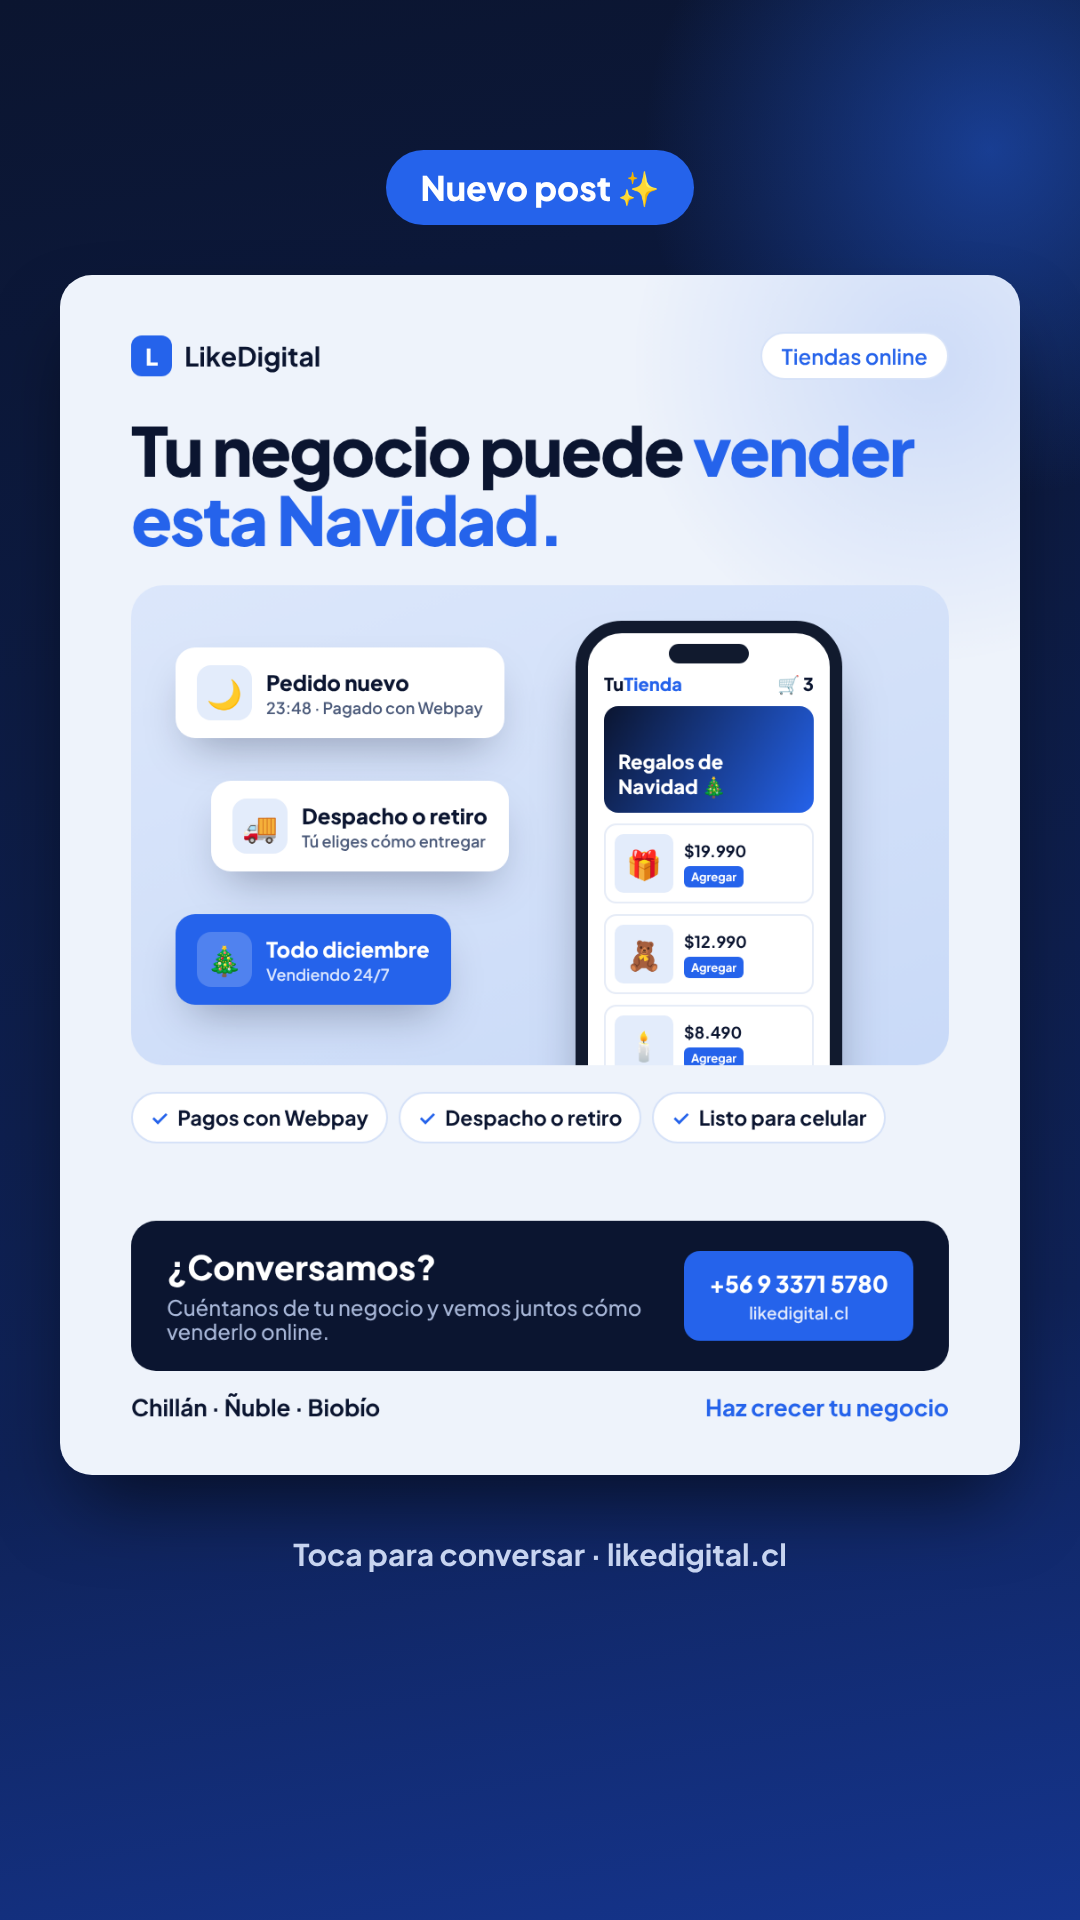 Nuevo post ✨
L LikeDigital
Tiendas online
Tu negocio puede vender
esta Navidad.
Pedido nuevo
23:48 · Pagado con Webpay
Despacho o retiro
Tú eliges cómo entregar
Todo diciembre
Vendiendo 24/7
TuTienda
🛒 3
Regalos de
Navidad 🎄
$19.990
Agregar
$12.990
Agregar
$8.490
Agregar
✓ Pagos con Webpay
✓ Despacho o retiro
✓ Listo para celular
¿Conversamos?
Cuéntanos de tu negocio y vemos juntos cómo
venderlo online.
+56 9 3371 5780
likedigital.cl
Chillán · Ñuble · Biobío
Haz crecer tu negocio
Toca para conversar · likedigital.cl